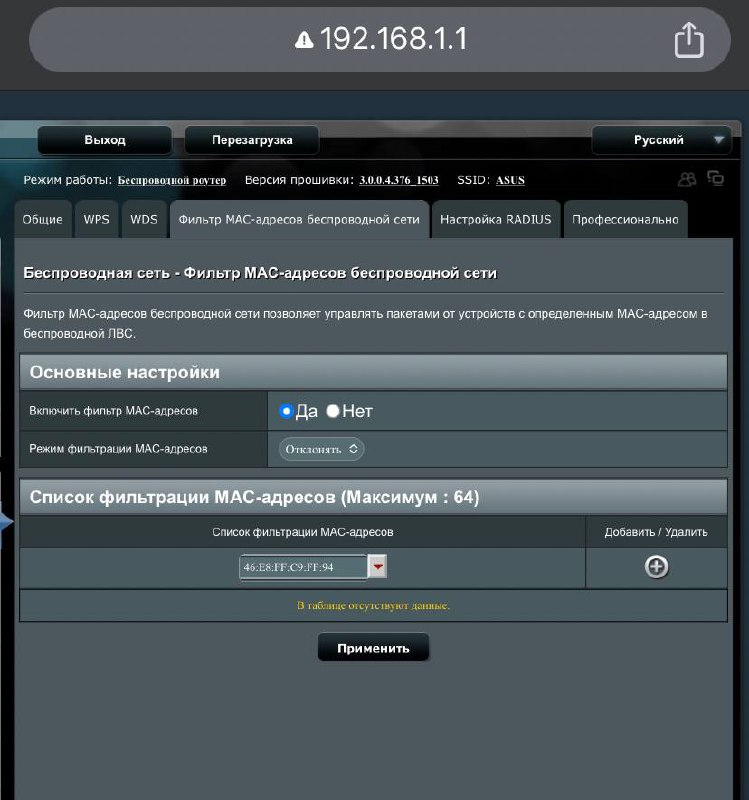 192.168.1.1
Выход Перезагрузка Русский
Режим работы: Беспроводной роутер Версия прошивки: 3.0.0.4.376_1503 SSID: ASUS
Общие WPS WDS Фильтр MAC-адресов беспроводной сети Настройка RADIUS Профессионально
Беспроводная сеть - Фильтр MAC-адресов беспроводной сети
Фильтр MAC-адресов беспроводной сети позволяет управлять пакетами от устройств с определенным MAC-адресом в
беспроводной ЛВС.
Основные настройки
Включить фильтр MAC-адресов Да Нет
Режим фильтрации MAC-адресов Отклонять
Список фильтрации MAC-адресов (Максимум : 64)
Список фильтрации MAC-адресов Добавить / Удалить
46:E8:FF:C9:FF:94
В таблице отсутствуют данные.
Применить